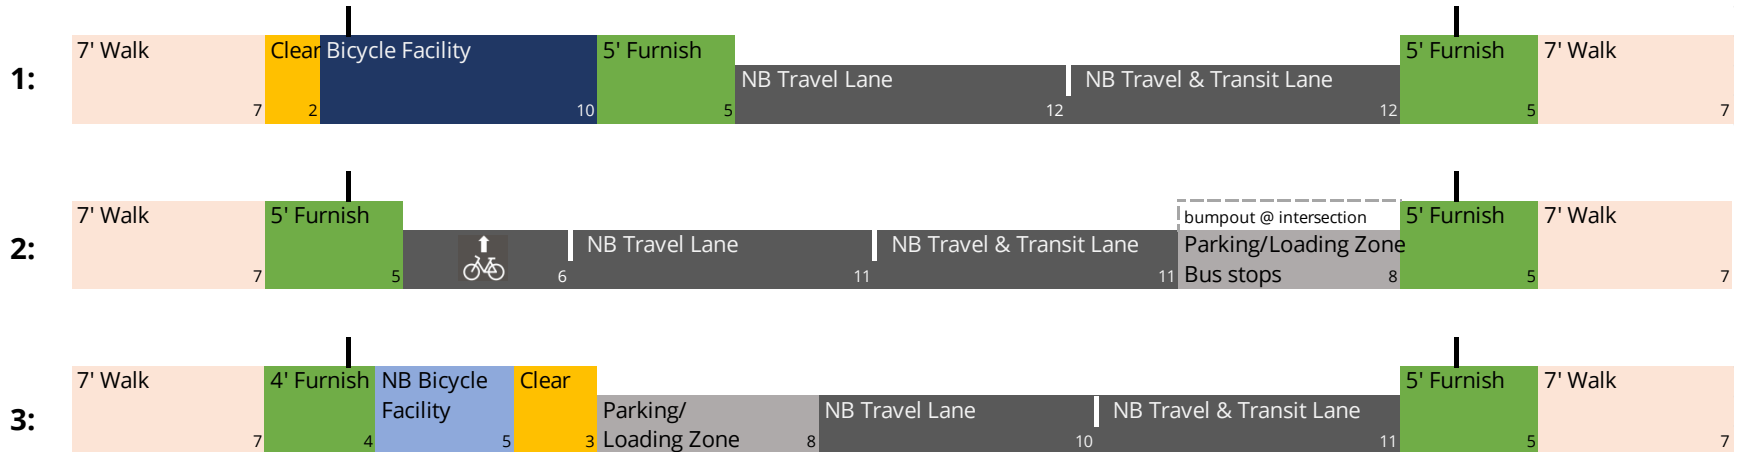 1:
7' Walk
7
Clear
2
Bicycle Facility
10
5' Furnish
5
NB Travel Lane
12
NB Travel & Transit Lane
12
5' Furnish
5
7' Walk
7
2:
7' Walk
7
5' Furnish
5
6
NB Travel Lane
11
NB Travel & Transit Lane
11
bumpout @ intersection
Parking/Loading Zone
Bus stops
8
5' Furnish
5
7' Walk
7
3:
7' Walk
7
4' Furnish
4
NB Bicycle
Facility
5
Clear
3
Parking/
Loading Zone
8
NB Travel Lane
10
NB Travel & Transit Lane
11
5' Furnish
5
7' Walk
7